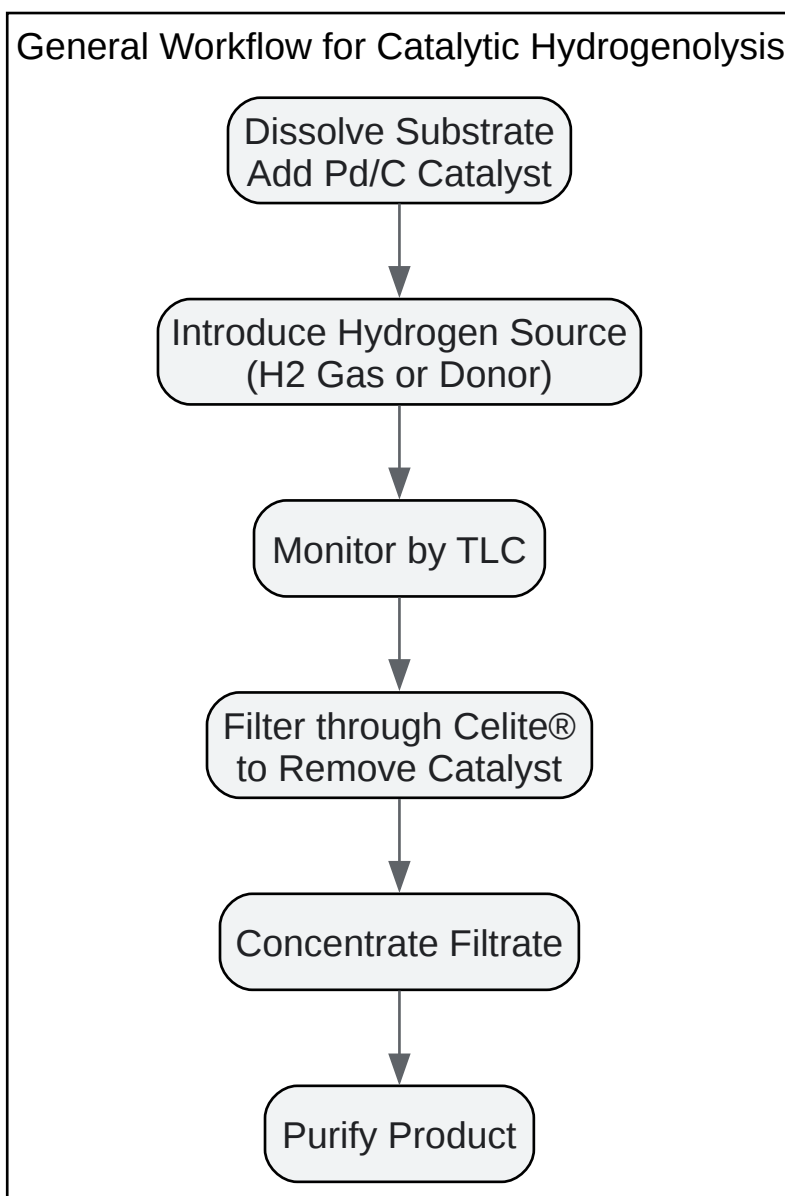 General Workflow for Catalytic Hydrogenolysis
Dissolve Substrate
Add Pd/C Catalyst
Introduce Hydrogen Source
(H2 Gas or Donor)
Monitor by TLC
Filter through Celite®
to Remove Catalyst
Concentrate Filtrate
Purify Product